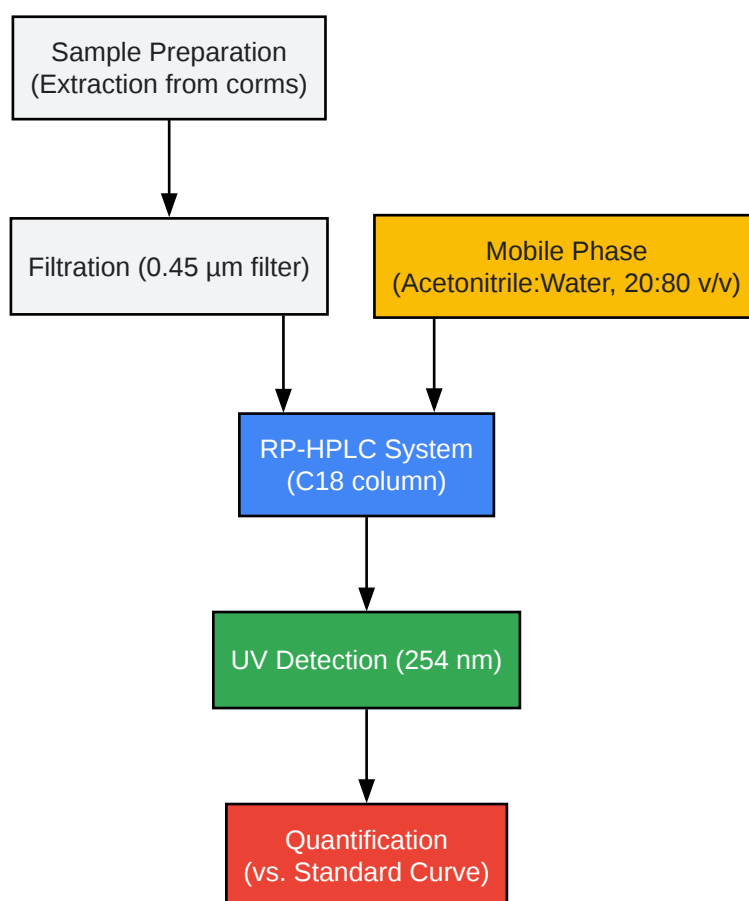 Sample Preparation
(Extraction from corms)
Filtration (0.45 µm filter)
Mobile Phase
(Acetonitrile:Water, 20:80 v/v)
RP-HPLC System
(C18 column)
UV Detection (254 nm)
Quantification
(vs. Standard Curve)